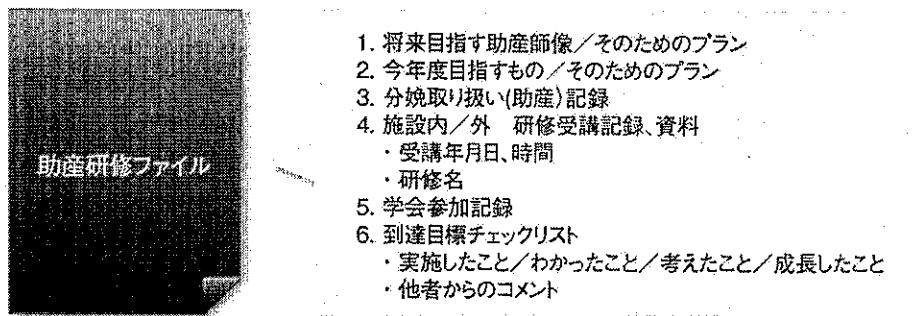 助産研修ファイル
1. 将来目指す助産師像／そのためのプラン
2. 今年度目指すもの／そのためのプラン
3. 分娩取り扱い(助産)記録
4. 施設内／外　研修受講記録、資料
・受講年月日、時間
・研修名
5. 学会参加記録
6. 到達目標チェックリスト
・実施したこと／わかったこと／考えたこと／成長したこと
・他者からのコメント